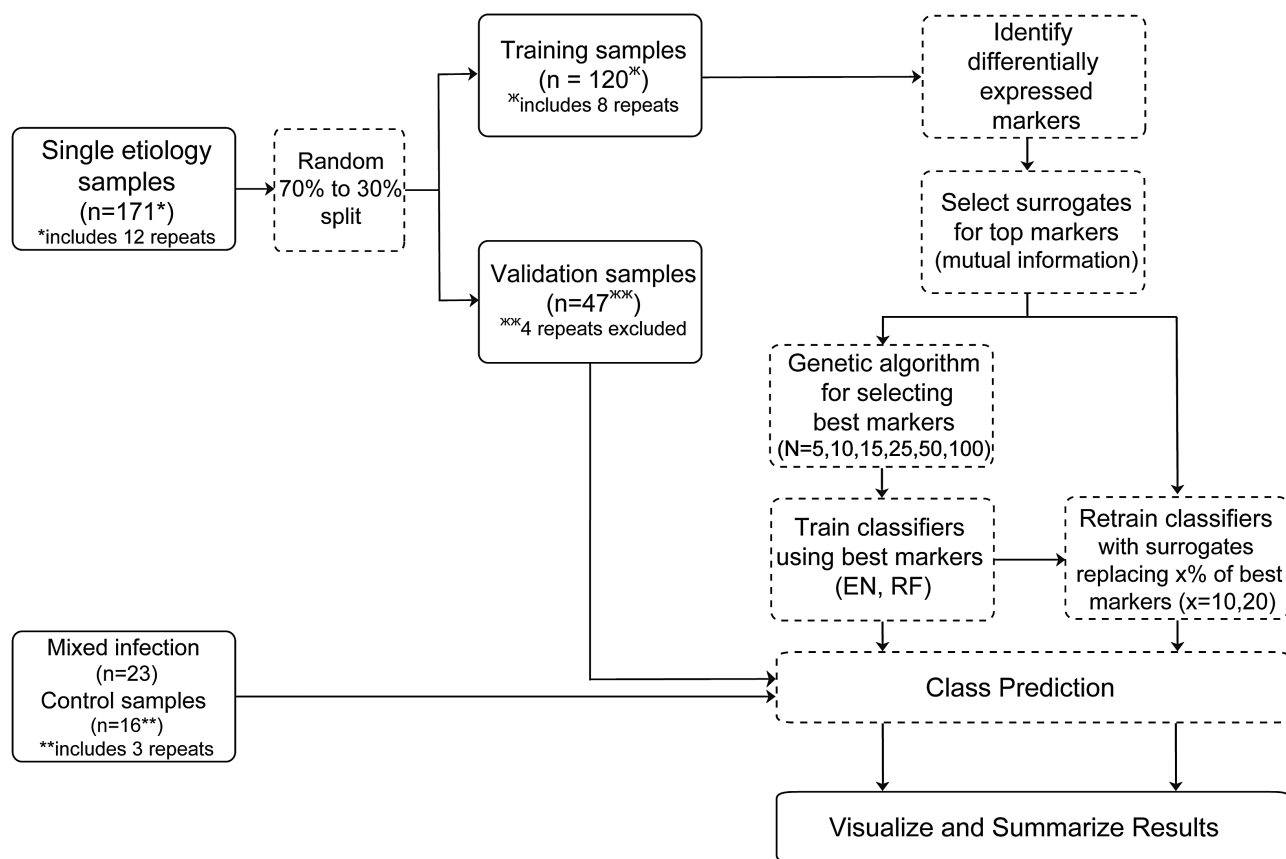 Single etiology
samples
(n=171*)
*includes 12 repeats
Random
70% to 30%
split
Training samples
(n = 120ж)
жincludes 8 repeats
Validation samples
(n=47жж)
жж4 repeats excluded
Identify
differentially
expressed
markers
Select surrogates
for top markers
(mutual information)
Genetic algorithm
for selecting
best markers
(N=5,10,15,25,50,100)
Train classifiers
using best markers
(EN, RF)
Retrain classifiers
with surrogates
replacing x% of best
markers (x=10,20)
Mixed infection
(n=23)
Control samples
(n=16**)
**includes 3 repeats
Class Prediction
Visualize and Summarize Results